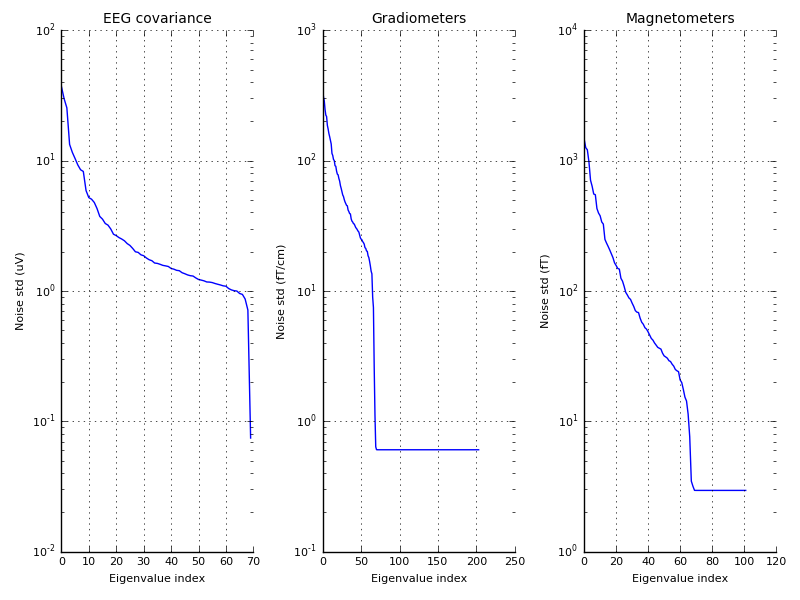 EEG covariance
10^2
10^1
10^0
10^-1
10^-2
Noise std (uV)
0 10 20 30 40 50 60 70
Eigenvalue index
Gradiometers
10^3
10^2
10^1
10^0
10^-1
Noise std (fT/cm)
0 50 100 150 200 250
Eigenvalue index
Magnetometers
10^4
10^3
10^2
10^1
10^0
Noise std (fT)
0 20 40 60 80 100 120
Eigenvalue index